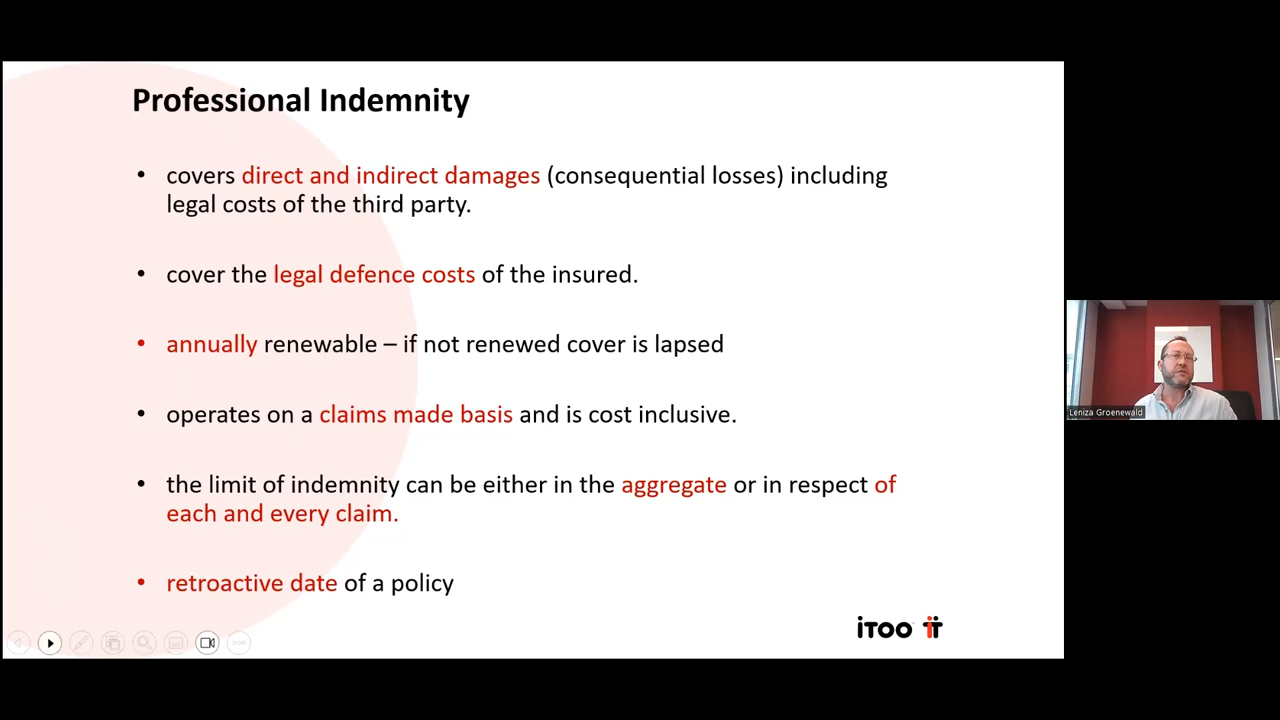 Professional Indemnity
• covers direct and indirect damages (consequential losses) including
legal costs of the third party.
• cover the legal defence costs of the insured.
• annually renewable – if not renewed cover is lapsed
• operates on a claims made basis and is cost inclusive.
• the limit of indemnity can be either in the aggregate or in respect of
each and every claim.
• retroactive date of a policy
iTOO
Leniza Groenewald